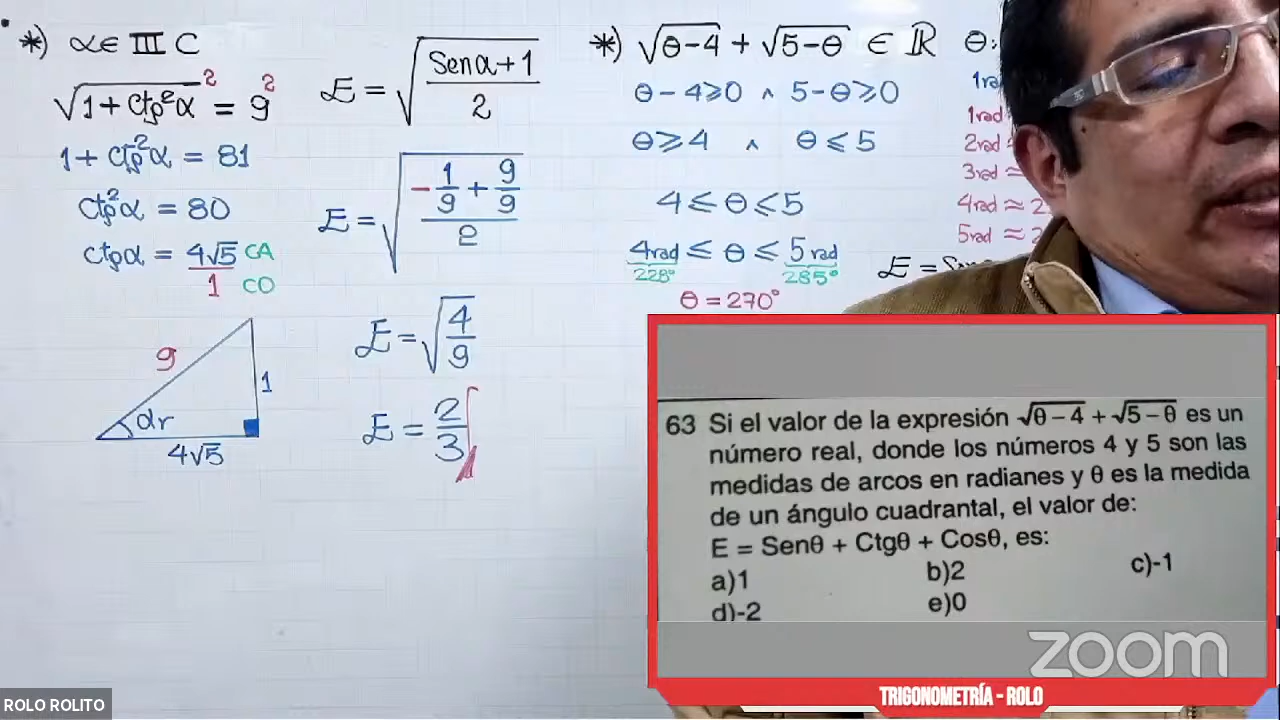 *) α ∈ III C
√1 + Ctg²α ² = 9²
1 + Ctg²α = 81
Ctg²α = 80
Ctgα = 4√5 CA
1 CO
9
1
αr
4√5
E = √Senα + 1
2
E = √-1/9 + 9/9
2
E = √4/9
E = 2/3
*) √θ-4 + √5-θ ∈ ℝ
θ - 4 ⩾ 0 ∧ 5 - θ ⩾ 0
θ ⩾ 4 ∧ θ ⩽ 5
4 ⩽ θ ⩽ 5
4rad ⩽ θ ⩽ 5 rad
228° 285°
θ = 270°
θ:
1rad
2rad
3rad ≈
4rad ≈ 2
5rad ≈ 2
E =
63 Si el valor de la expresión √θ-4 + √5-θ es un
número real, donde los números 4 y 5 son las
medidas de arcos en radianes y θ es la medida
de un ángulo cuadrantal, el valor de:
E = Senθ + Ctgθ + Cosθ, es:
a)1 b)2 c)-1
d)-2 e)0
zoom
TRIGONOMETRÍA - ROLO
ROLO ROLITO